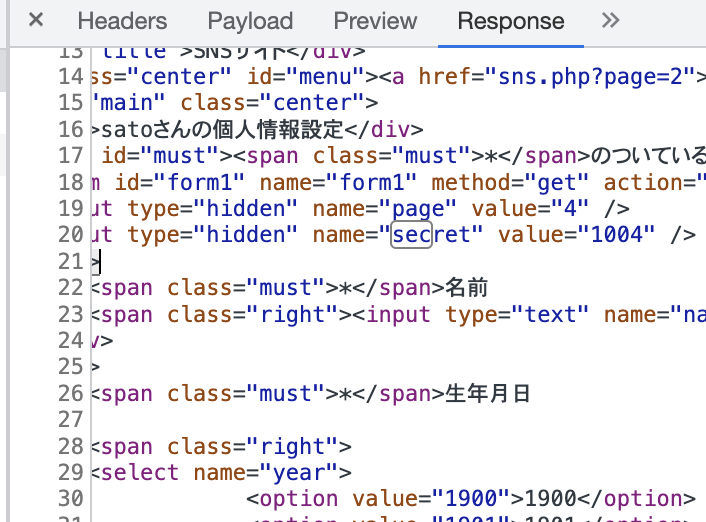 × Headers Payload Preview Response »
13 title">SNSサイト</div>
14 ss="center" id="menu"><a href="sns.php?page=2">
15 "main" class="center">
16 >satoさんの個人情報設定</div>
17 id="must"><span class="must">*</span>のついている
18 m id="form1" name="form1" method="get" action="
19 ut type="hidden" name="page" value="4" />
20 ut type="hidden" name="secret" value="1004" />
21 >
22 <span class="must">*</span>名前
23 <span class="right"><input type="text" name="na
24 v>
25 >
26 <span class="must">*</span>生年月日
27
28 <span class="right">
29 <select name="year">
30 <option value="1900">1900</option>
31 <option value="1901">1901</option>